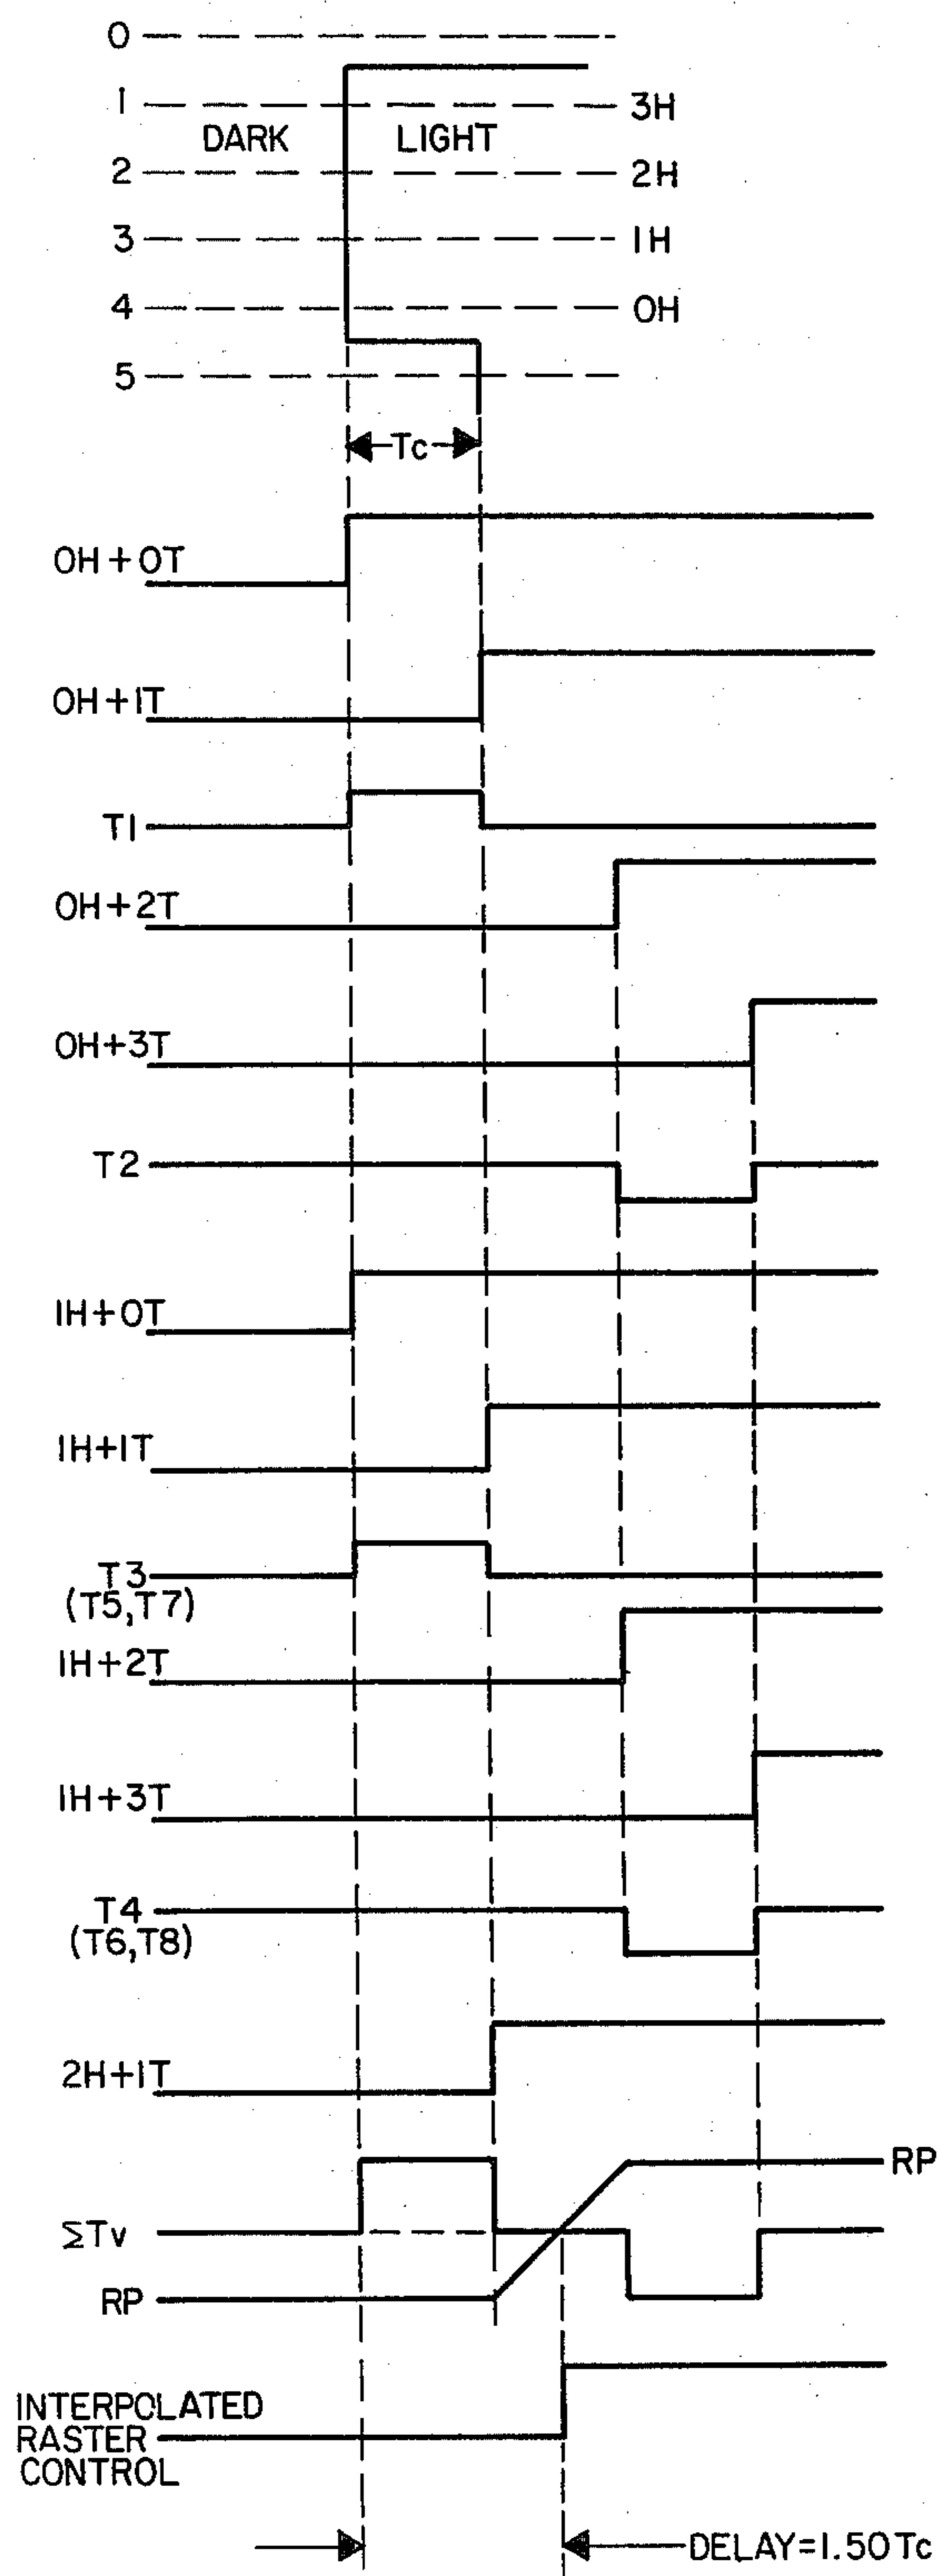 0
1 3H
DARK LIGHT
2 2H
3 1H
4 0H
5
Tc
0H+0T
0H+1T
T1
0H+2T
0H+3T
T2
1H+0T
1H+1T
T3
(T5,T7)
1H+2T
1H+3T
T4
(T6,T8)
2H+1T
RP
ΣTv
RP
INTERPOLATED
RASTER
CONTROL
DELAY=1.50Tc